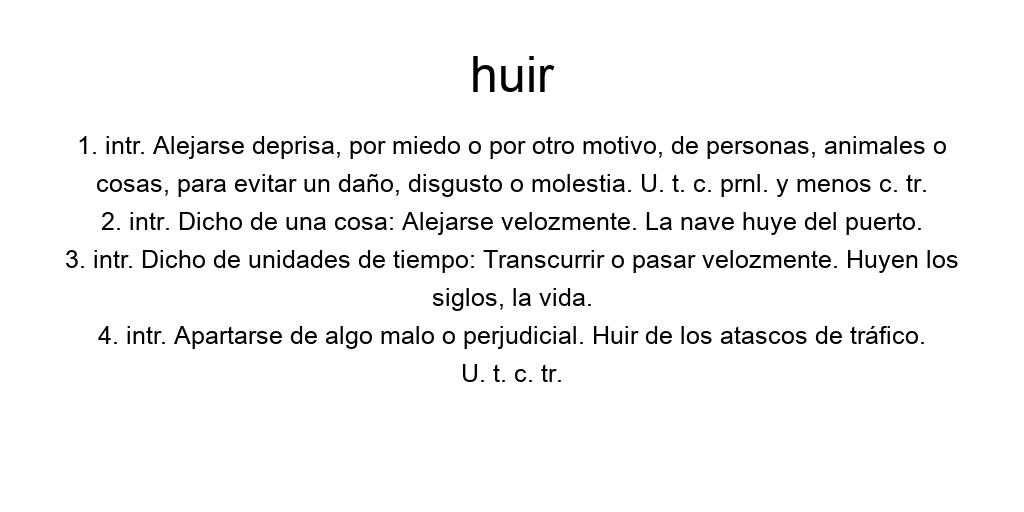 huir
1. intr. Alejarse deprisa, por miedo o por otro motivo, de personas, animales o
cosas, para evitar un daño, disgusto o molestia. U. t. c. prnl. y menos c. tr.
2. intr. Dicho de una cosa: Alejarse velozmente. La nave huye del puerto.
3. intr. Dicho de unidades de tiempo: Transcurrir o pasar velozmente. Huyen los
siglos, la vida.
4. intr. Apartarse de algo malo o perjudicial. Huir de los atascos de tráfico.
U. t. c. tr.